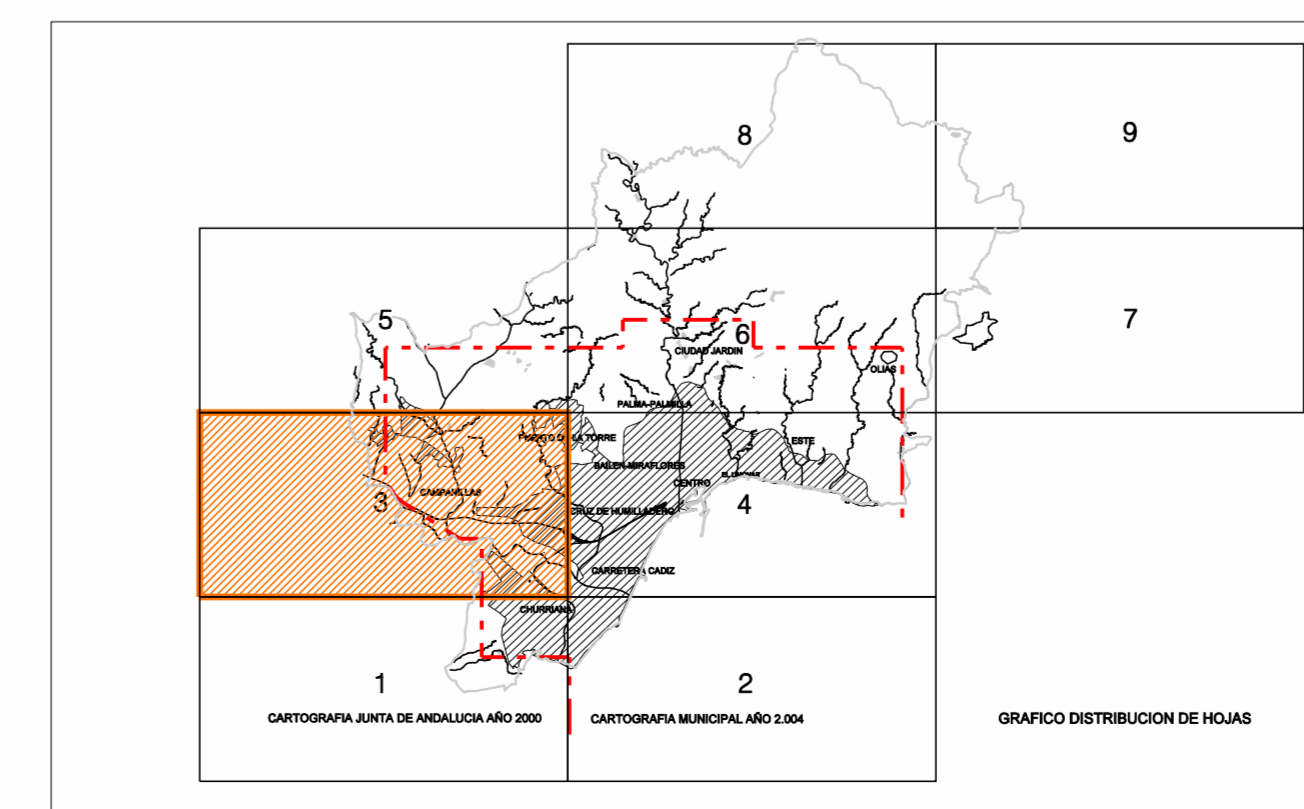 8
9
5
6
7
CIUDAD JARDIN
OLIAS
PALMA-PALMILLA
LA TORRE
ESTE
BAILEN-MIRAFLORES
CENTRO
CAMPANILLAS
3
4
CRUZ DE HUMILLADERO
CARRETERA CADIZ
CHURRIANA
1
2
CARTOGRAFIA JUNTA DE ANDALUCIA AÑO 2000
CARTOGRAFIA MUNICIPAL AÑO 2.004
GRAFICO DISTRIBUCION DE HOJAS